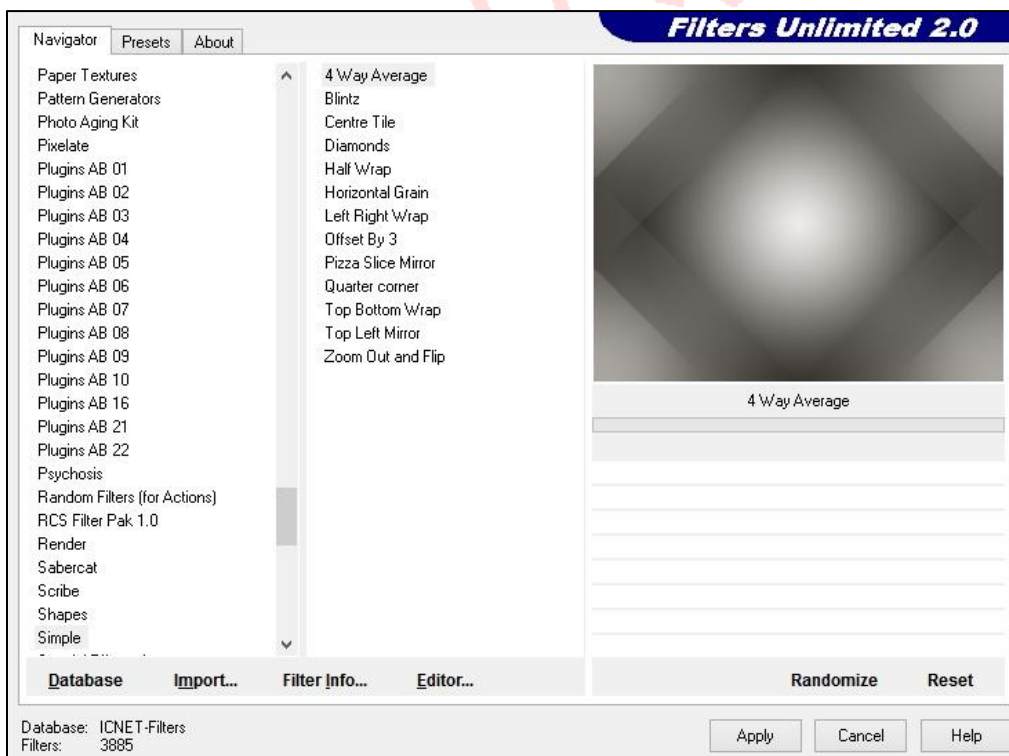 Filters Unlimited 2.0
Navigator Presets About
Paper Textures
Pattern Generators
Photo Aging Kit
Pixelate
Plugins AB 01
Plugins AB 02
Plugins AB 03
Plugins AB 04
Plugins AB 05
Plugins AB 06
Plugins AB 07
Plugins AB 08
Plugins AB 09
Plugins AB 10
Plugins AB 16
Plugins AB 21
Plugins AB 22
Psychosis
Random Filters (for Actions)
RCS Filter Pak 1.0
Render
Sabercat
Scribe
Shapes
Simple
4 Way Average
Blintz
Centre Tile
Diamonds
Half Wrap
Horizontal Grain
Left Right Wrap
Offset By 3
Pizza Slice Mirror
Quarter corner
Top Bottom Wrap
Top Left Mirror
Zoom Out and Flip
4 Way Average
Database Import... Filter Info... Editor... Randomize Reset
Database: ICNET-Filters
Filters: 3885
Apply Cancel Help